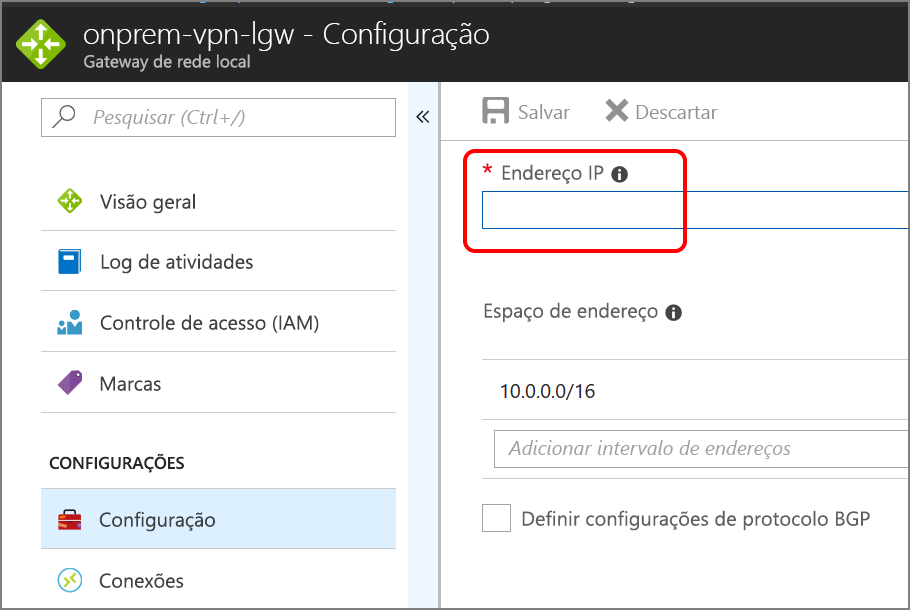 onprem-vpn-lgw - Configuração
Gateway de rede local
Pesquisar (Ctrl+/)
«
Visão geral
Log de atividades
Controle de acesso (IAM)
Marcas
CONFIGURAÇÕES
Configuração
Conexões
Salvar
Descartar
* Endereço IP
Espaço de endereço
10.0.0.0/16
Adicionar intervalo de endereços
Definir configurações de protocolo BGP